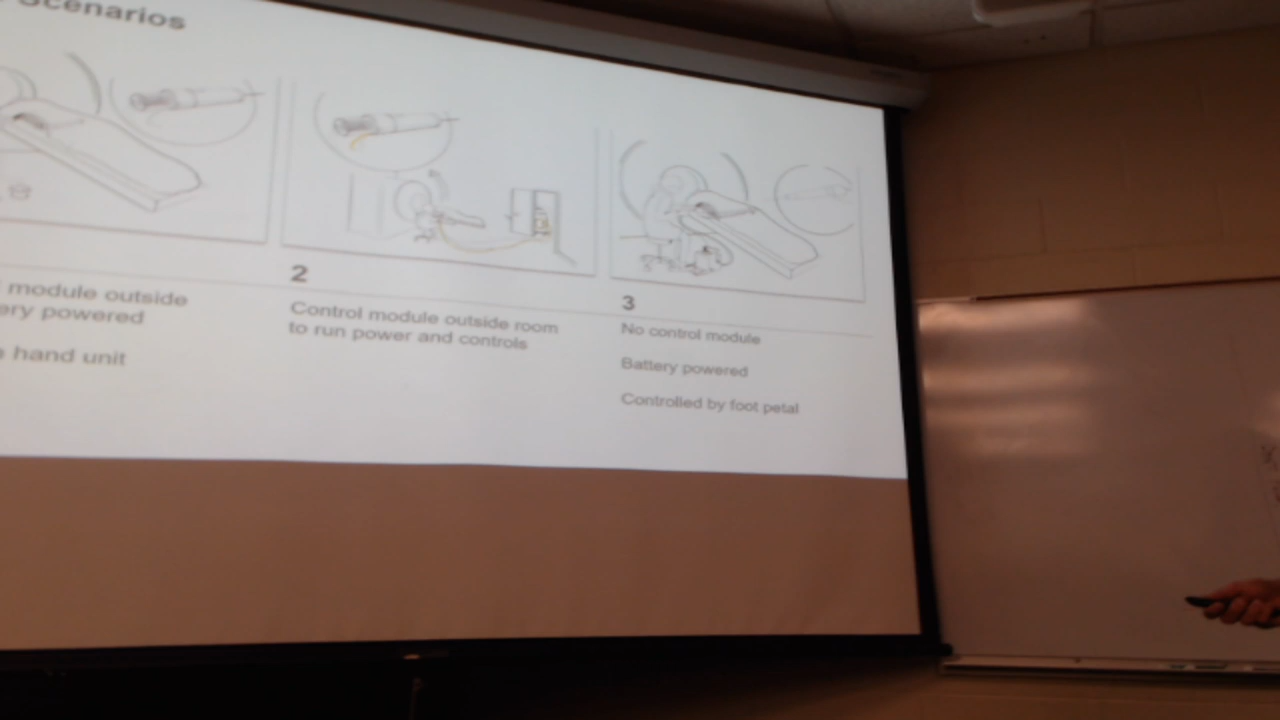 Scenarios
module outside
ery powered
hand unit
2
Control module outside room
to run power and controls
3
No control module
Battery powered
Controlled by foot petal